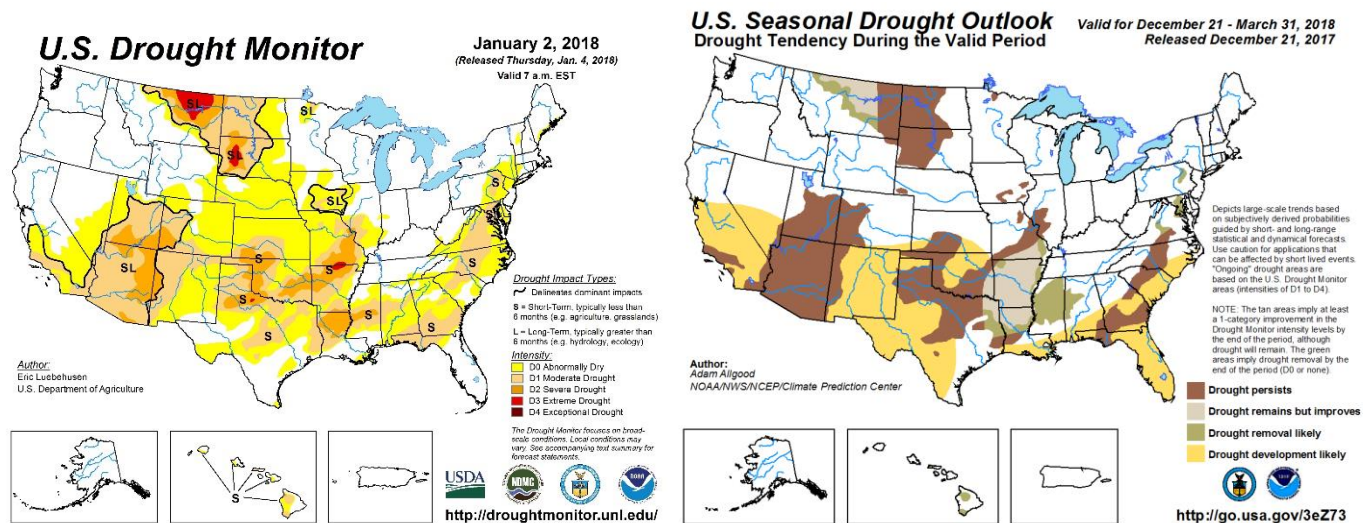 U.S. Drought Monitor
January 2, 2018
(Released Thursday, Jan. 4, 2018)
Valid 7 a.m. EST
SL
SL
SL
SL
SL
S
S
S
S
S
S
S
S
S
Drought Impact Types:
Delineates dominant impacts
S = Short-Term, typically less than
6 months (e.g. agriculture, grasslands)
L = Long-Term, typically greater than
6 months (e.g. hydrology, ecology)
Intensity:
D0 Abnormally Dry
D1 Moderate Drought
D2 Severe Drought
D3 Extreme Drought
D4 Exceptional Drought
Author:
Eric Luebehusen
U.S. Department of Agriculture
The Drought Monitor focuses on broad-
scale conditions. Local conditions may
vary. See accompanying text summary for
forecast statements.
S
USDA
NDMC
NOAA
http://droughtmonitor.unl.edu/
U.S. Seasonal Drought Outlook
Drought Tendency During the Valid Period
Valid for December 21 - March 31, 2018
Released December 21, 2017
Depicts large-scale trends based
on subjectively derived probabilities
guided by short- and long-range
statistical and dynamical forecasts.
Use caution for applications that
can be affected by short lived events.
"Ongoing" drought areas are
based on the U.S. Drought Monitor
areas (intensities of D1 to D4).
NOTE: The tan areas imply at least
a 1-category improvement in the
Drought Monitor intensity levels by
the end of the period, although
drought will remain. The green
areas imply drought removal by the
end of the period (D0 or none).
Author:
Adam Allgood
NOAA/NWS/NCEP/Climate Prediction Center
Drought persists
Drought remains but improves
Drought removal likely
Drought development likely
http://go.usa.gov/3eZ73